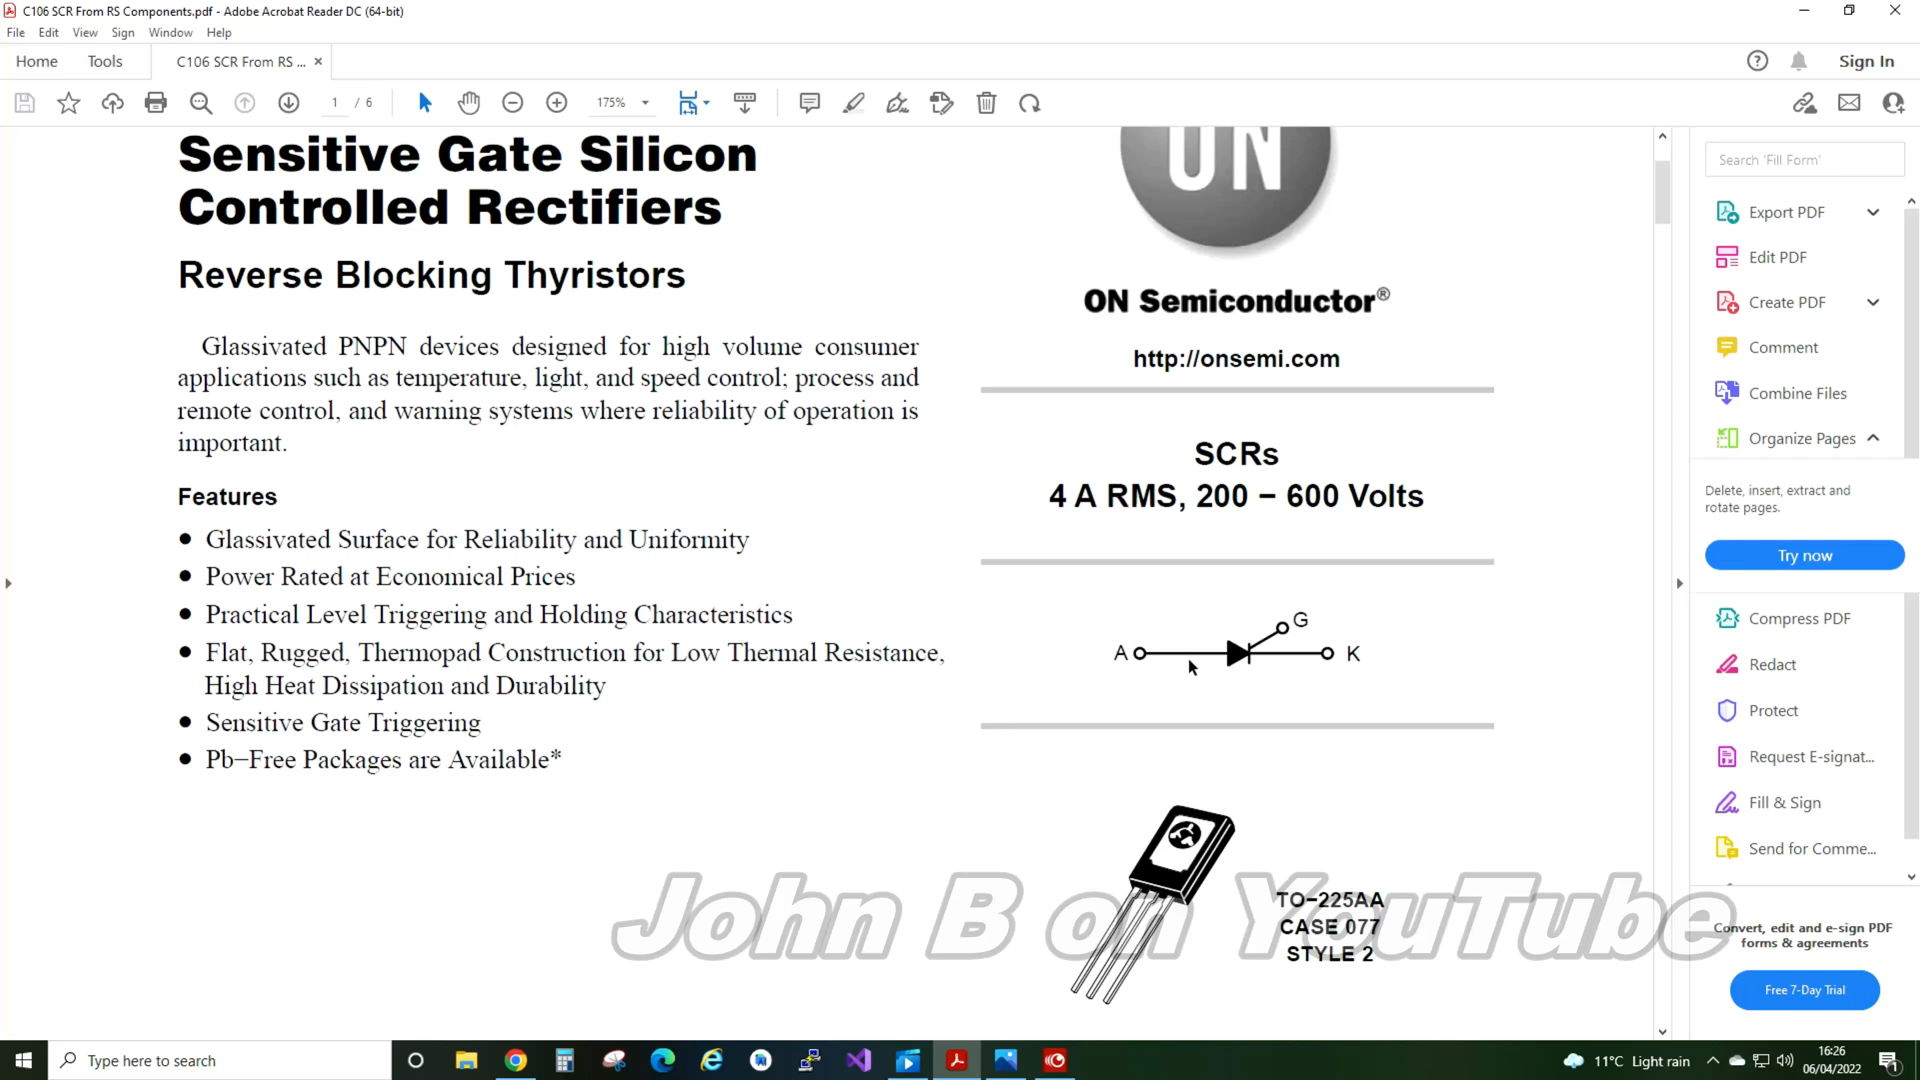 C106 SCR From RS Components.pdf - Adobe Acrobat Reader DC (64-bit)
File Edit View Sign Window Help
Home Tools C106 SCR From RS ... × Sign In
1 / 6 175%
Sensitive Gate Silicon
Controlled Rectifiers
Reverse Blocking Thyristors
Glassivated PNPN devices designed for high volume consumer
applications such as temperature, light, and speed control; process and
remote control, and warning systems where reliability of operation is
important.
Features
• Glassivated Surface for Reliability and Uniformity
• Power Rated at Economical Prices
• Practical Level Triggering and Holding Characteristics
• Flat, Rugged, Thermopad Construction for Low Thermal Resistance,
High Heat Dissipation and Durability
• Sensitive Gate Triggering
• Pb−Free Packages are Available*
ON
ON Semiconductor®
http://onsemi.com
SCRs
4 A RMS, 200 − 600 Volts
G
A K
TO−225AA
CASE 077
STYLE 2
John B on YouTube
Search 'Fill Form'
Export PDF
Edit PDF
Create PDF
Comment
Combine Files
Organize Pages
Delete, insert, extract and
rotate pages.
Try now
Compress PDF
Redact
Protect
Request E-signat...
Fill & Sign
Send for Comme...
Convert, edit and e-sign PDF
forms & agreements
Free 7-Day Trial
Type here to search
11°C Light rain
16:26
06/04/2022
1